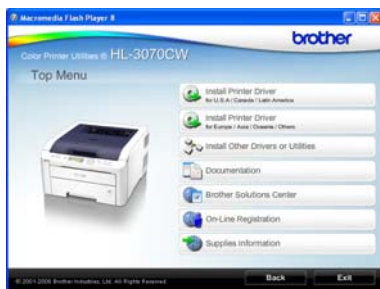 Macromedia Flash Player 8
brother
Color Printer Utilities ® HL-3070CW
Top Menu
Install Printer Driver
for U.S.A / Canada / Latin America
Install Printer Driver
for Europe / Asia / Oceania / Others
Install Other Drivers or Utilities
Documentation
Brother Solutions Center
On-Line Registration
Supplies Information
© 2001-2008 Brother Industries, Ltd. All Rights Reserved.
Back
Exit